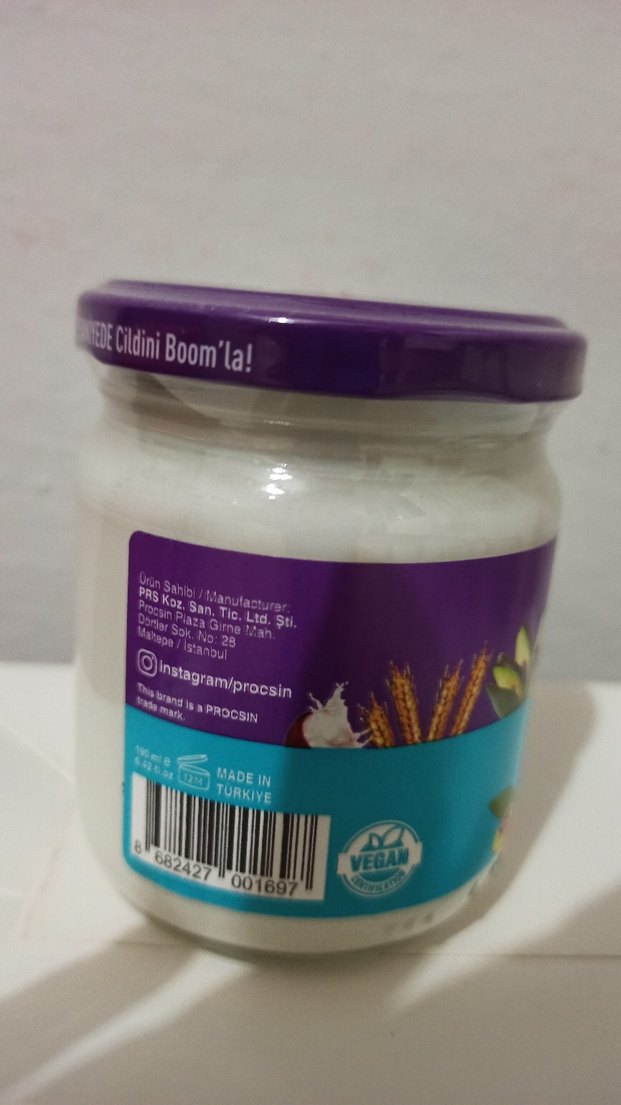 Cildini Boom'la!
Ürün Sahibi / Manufacturer:
PRS Koz. San. Tic. Ltd. Şti.
Procsin Plaza Girne Mah.
Dörtler Sok. No: 28
Maltepe / İstanbul
instagram/procsin
This brand is a PROCSIN
trade mark.
190 ml e
6.42 fl.oz
12M
MADE IN
TÜRKİYE
8 682427 001697
VEGAN
CERTIFICATION